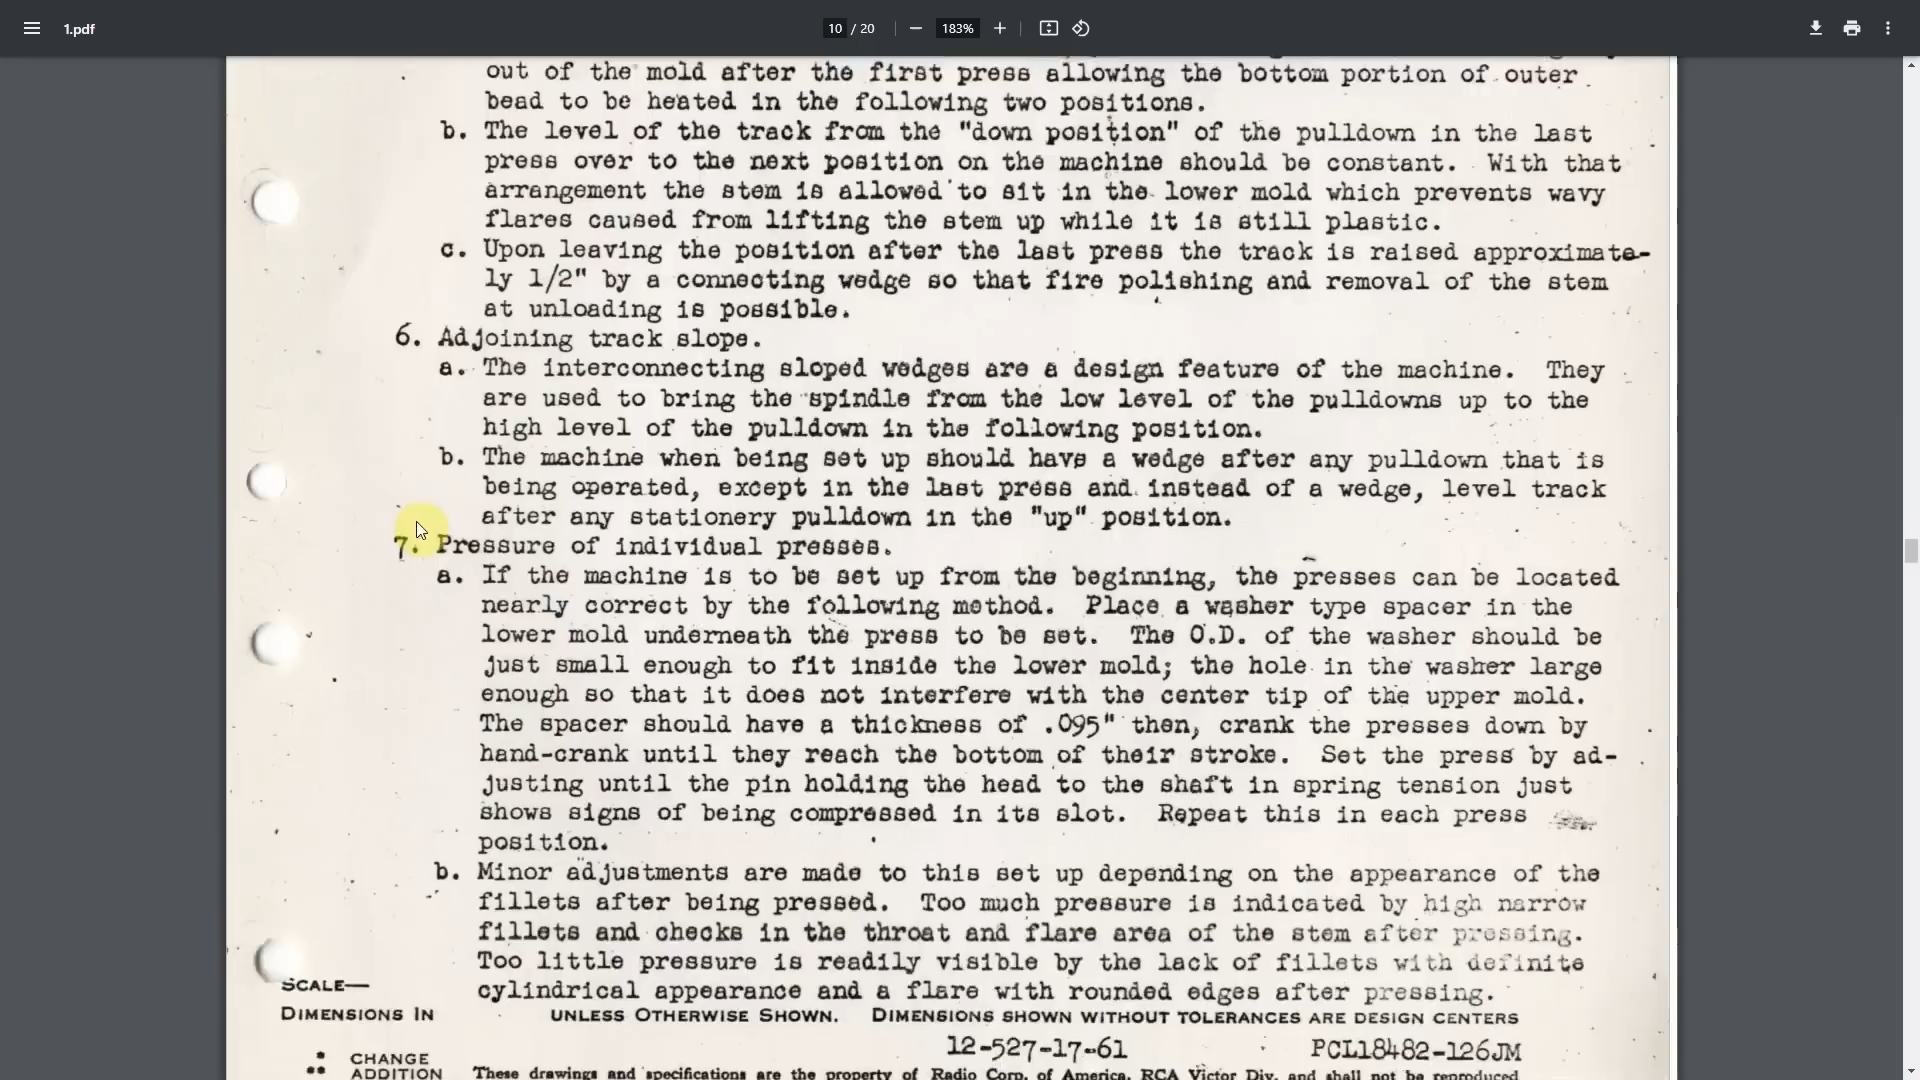 1.pdf
10 / 20
183%
out of the mold after the first press allowing the bottom portion of outer
bead to be heated in the following two positions.
b. The level of the track from the "down position" of the pulldown in the last
press over to the next position on the machine should be constant. With that
arrangement the stem is allowed to sit in the lower mold which prevents wavy
flares caused from lifting the stem up while it is still plastic.
c. Upon leaving the position after the last press the track is raised approximate-
ly 1/2" by a connecting wedge so that fire polishing and removal of the stem
at unloading is possible.
6. Adjoining track slope.
a. The interconnecting sloped wedges are a design feature of the machine. They
are used to bring the spindle from the low level of the pulldowns up to the
high level of the pulldown in the following position.
b. The machine when being set up should have a wedge after any pulldown that is
being operated, except in the last press and instead of a wedge, level track
after any stationery pulldown in the "up" position.
7. Pressure of individual presses.
a. If the machine is to be set up from the beginning, the presses can be located
nearly correct by the following method. Place a washer type spacer in the
lower mold underneath the press to be set. The O.D. of the washer should be
just small enough to fit inside the lower mold; the hole in the washer large
enough so that it does not interfere with the center tip of the upper mold.
The spacer should have a thickness of .095" then, crank the presses down by
hand-crank until they reach the bottom of their stroke. Set the press by ad-
justing until the pin holding the head to the shaft in spring tension just
shows signs of being compressed in its slot. Repeat this in each press
position.
b. Minor adjustments are made to this set up depending on the appearance of the
fillets after being pressed. Too much pressure is indicated by high narrow
fillets and checks in the throat and flare area of the stem after pressing.
Too little pressure is readily visible by the lack of fillets with definite
cylindrical appearance and a flare with rounded edges after pressing.
SCALE—
DIMENSIONS IN UNLESS OTHERWISE SHOWN. DIMENSIONS SHOWN WITHOUT TOLERANCES ARE DESIGN CENTERS
12-527-17-61 PCL18482-126JM
* CHANGE
** ADDITION
These drawings and specifications are the property of Radio Corp. of America, RCA Victor Div. and shall not be reproduced